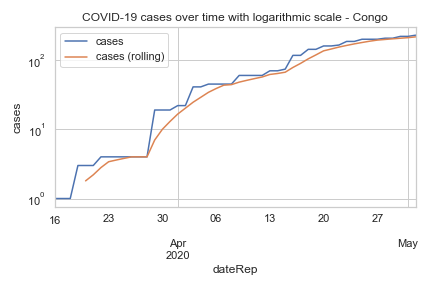 COVID-19 cases over time with logarithmic scale - Congo
cases
cases (rolling)
10²
10¹
10⁰
cases
16 23 30 06 13 20 27
Apr May
2020
dateRep